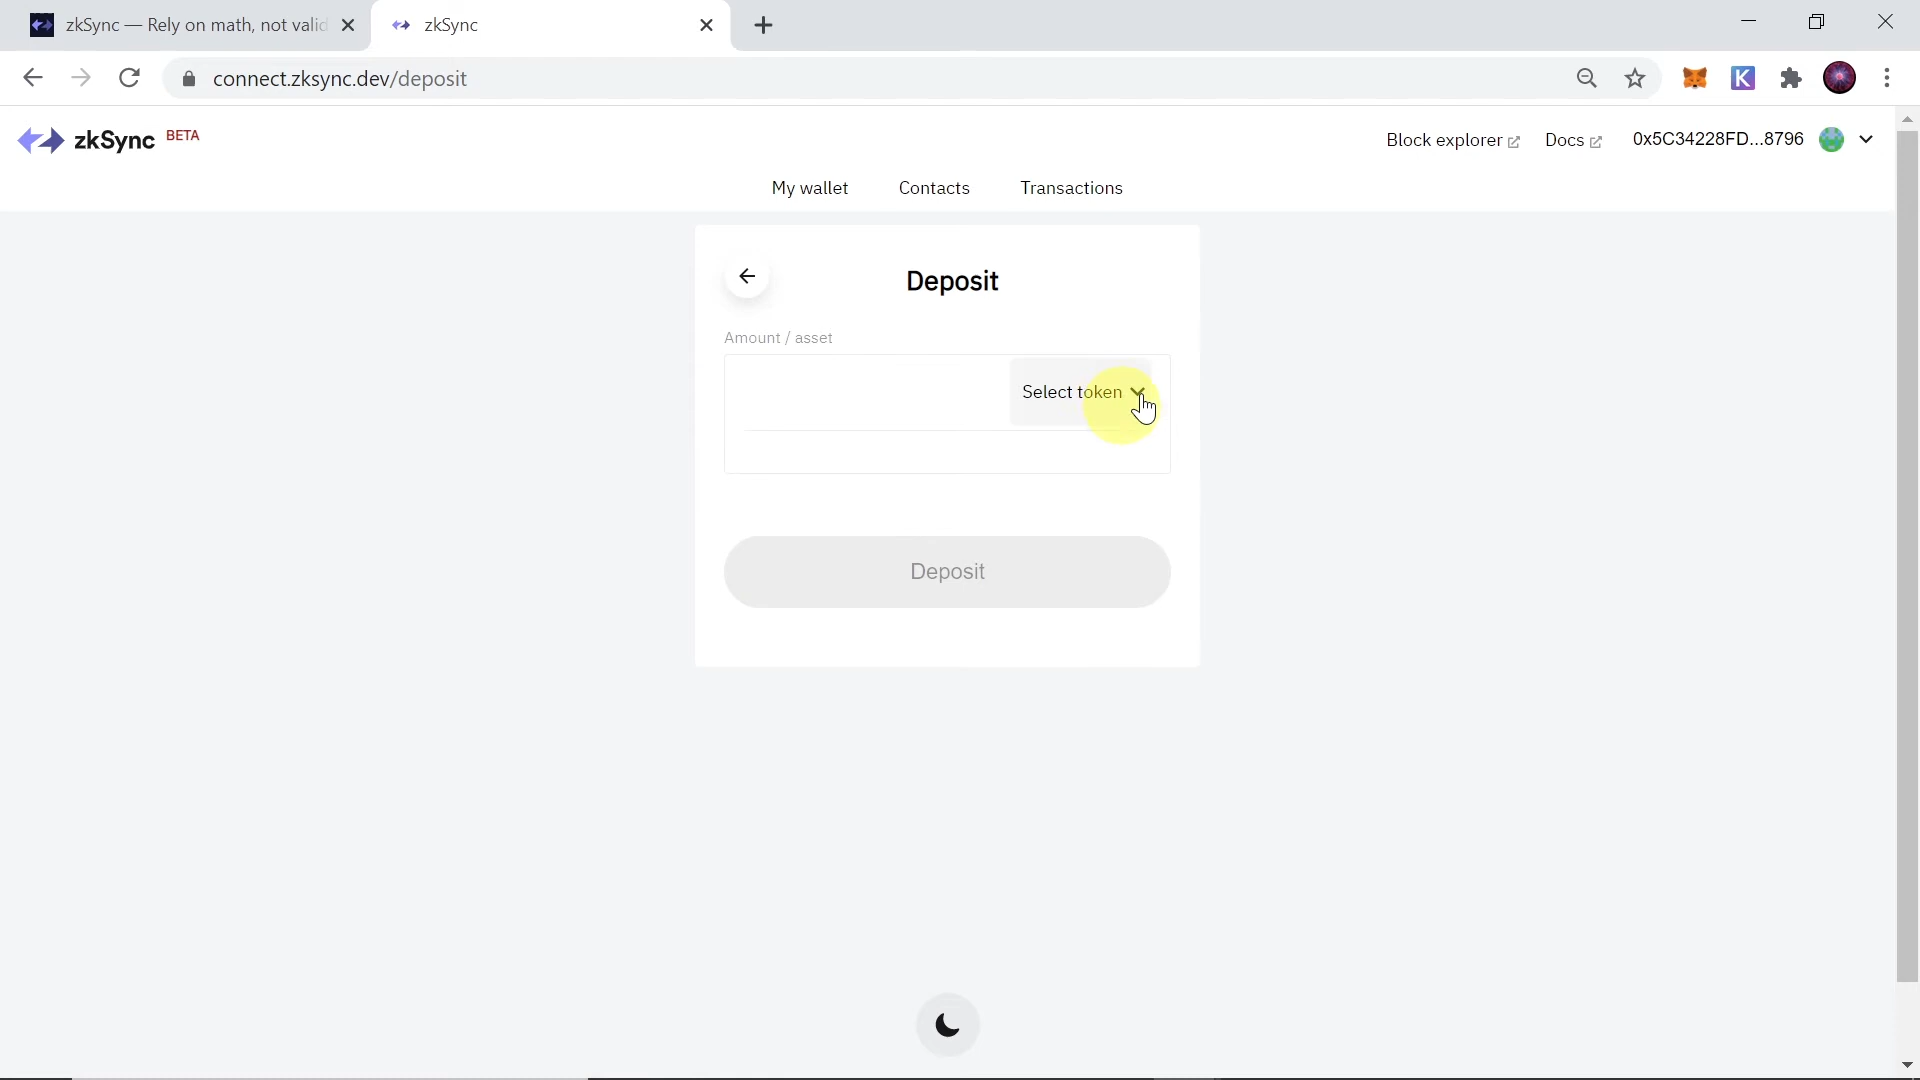 zkSync — Rely on math, not valid
zkSync
connect.zksync.dev/deposit
K
zkSync BETA
Block explorer
Docs
0x5C34228FD...8796
My wallet
Contacts
Transactions
Deposit
Amount / asset
Select token
Deposit